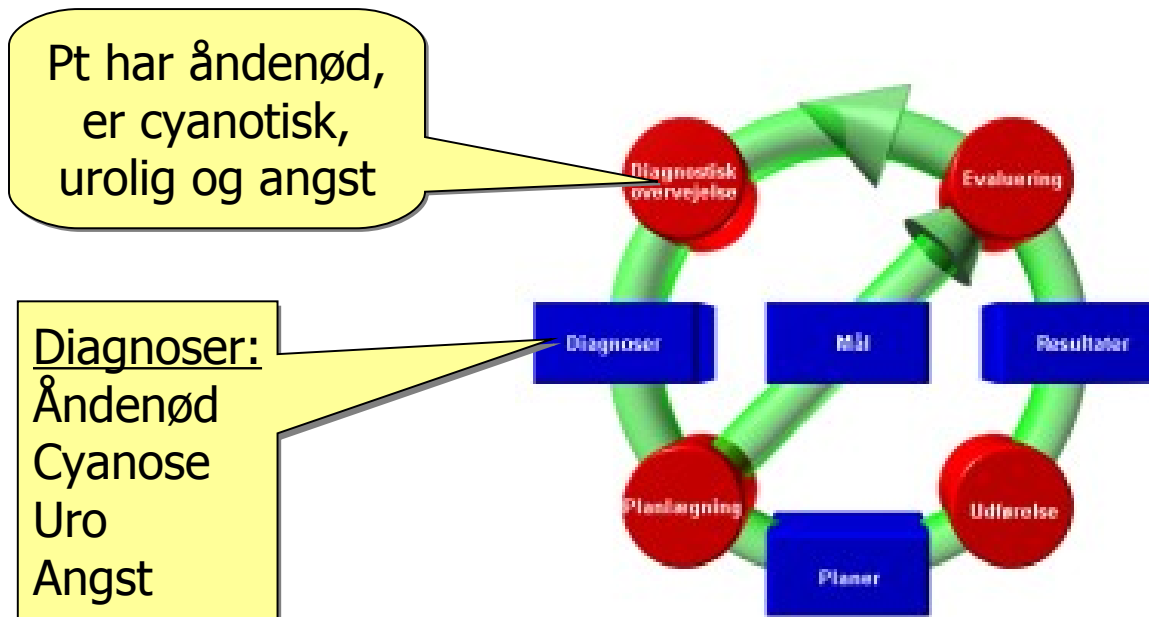 Pt har åndenød,
er cyanotisk,
urolig og angst
Diagnostisk
overvejelse
Evaluering
Diagnoser:
Åndenød
Cyanose
Uro
Angst
Diagnoser
Mål
Resultater
Planlægning
Udførelse
Planer